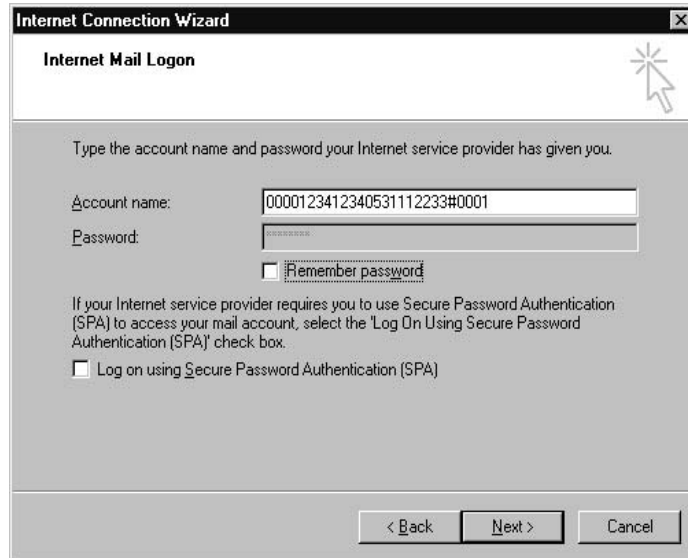 Internet Connection Wizard
Internet Mail Logon
Type the account name and password your Internet service provider has given you.
Account name: 0000123412340531112233#0001
Password: ********
Remember password
If your Internet service provider requires you to use Secure Password Authentication
(SPA) to access your mail account, select the 'Log On Using Secure Password
Authentication (SPA)' check box.
Log on using Secure Password Authentication (SPA)
< Back Next > Cancel